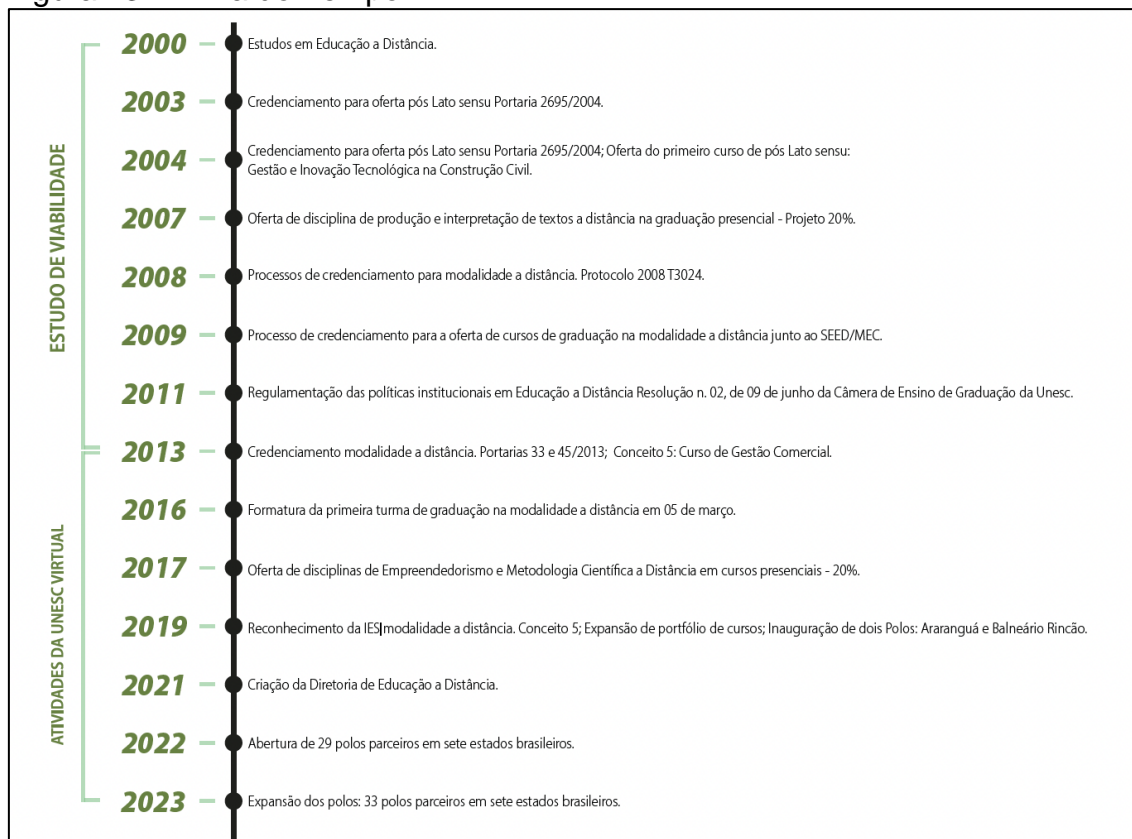 ESTUDO DE VIABILIDADE
2000 Estudos em Educação a Distância.
2003 Credenciamento para oferta pós Lato sensu Portaria 2695/2004.
2004 Credenciamento para oferta pós Lato sensu Portaria 2695/2004; Oferta do primeiro curso de pós Lato sensu:
Gestão e Inovação Tecnológica na Construção Civil.
2007 Oferta de disciplina de produção e interpretação de textos a distância na graduação presencial - Projeto 20%.
2008 Processos de credenciamento para modalidade a distância. Protocolo 2008 T3024.
2009 Processo de credenciamento para a oferta de cursos de graduação na modalidade a distância junto ao SEED/MEC.
2011 Regulamentação das políticas institucionais em Educação a Distância Resolução n. 02, de 09 de junho da Câmera de Ensino de Graduação da Unesc.
2013 Credenciamento modalidade a distância. Portarias 33 e 45/2013; Conceito 5: Curso de Gestão Comercial.
ATIVIDADES DA UNESC VIRTUAL
2016 Formatura da primeira turma de graduação na modalidade a distância em 05 de março.
2017 Oferta de disciplinas de Empreendedorismo e Metodologia Científica a Distância em cursos presenciais - 20%.
2019 Reconhecimento da IES|modalidade a distância. Conceito 5; Expansão de portfólio de cursos; Inauguração de dois Polos: Araranguá e Balneário Rincão.
2021 Criação da Diretoria de Educação a Distância.
2022 Abertura de 29 polos parceiros em sete estados brasileiros.
2023 Expansão dos polos: 33 polos parceiros em sete estados brasileiros.